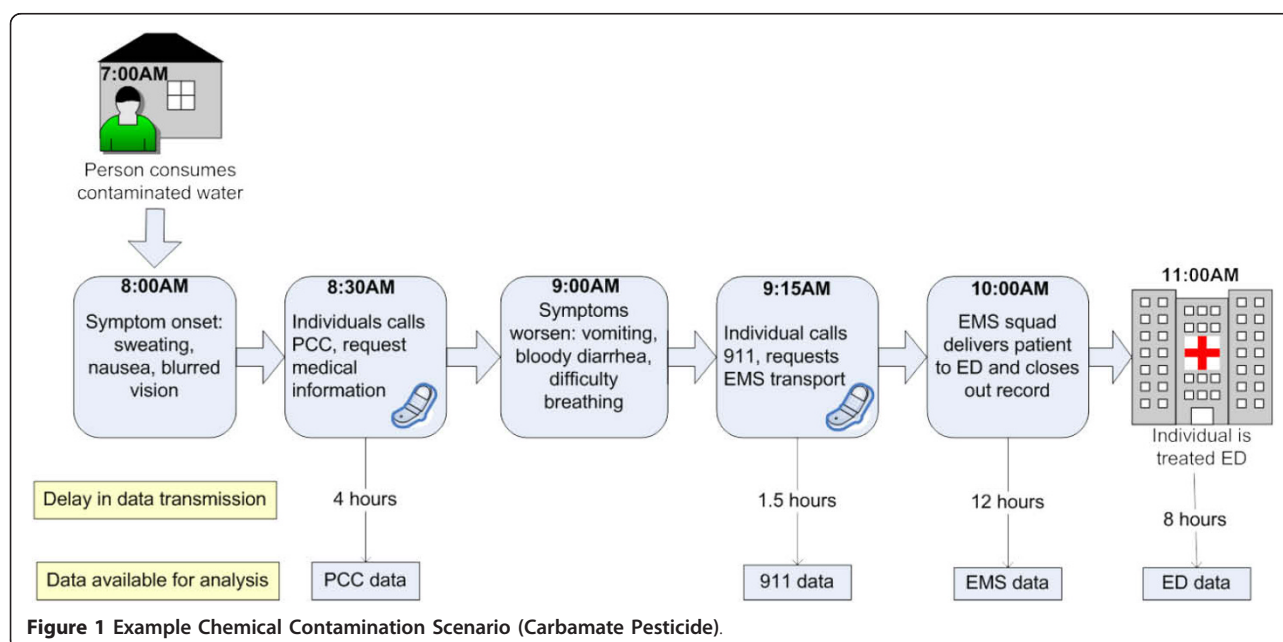 7:00AM
Person consumes
contaminated water
8:00AM
Symptom onset:
sweating,
nausea, blurred
vision
8:30AM
Individuals calls
PCC, request
medical
information
9:00AM
Symptoms
worsen: vomiting,
bloody diarrhea,
difficulty
breathing
9:15AM
Individual calls
911, requests
EMS transport
10:00AM
EMS squad
delivers patient
to ED and closes
out record
11:00AM
Individual is
treated ED
Delay in data transmission
4 hours
1.5 hours
12 hours
8 hours
Data available for analysis
PCC data
911 data
EMS data
ED data
Figure 1 Example Chemical Contamination Scenario (Carbamate Pesticide).